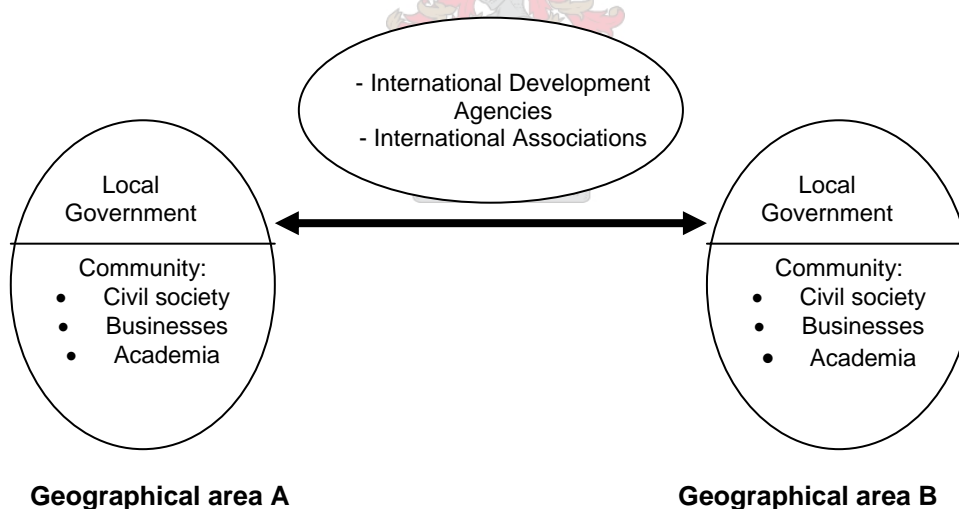 - International Development
Agencies
- International Associations
Local
Government
Community:
• Civil society
• Businesses
• Academia
Geographical area A
Local
Government
Community:
• Civil society
• Businesses
• Academia
Geographical area B